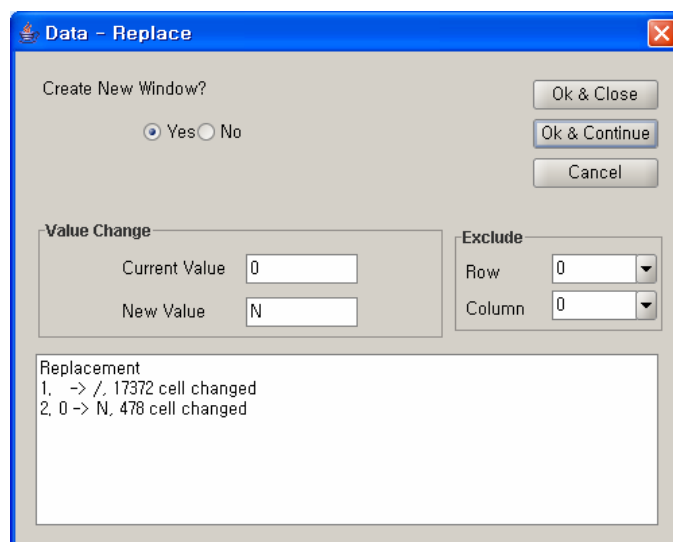 Data - Replace
Create New Window?
Ok & Close
Yes No
Ok & Continue
Cancel
Value Change
Current Value 0
New Value N
Exclude
Row 0
Column 0
Replacement
1, -> /, 17372 cell changed
2, 0 -> N, 478 cell changed